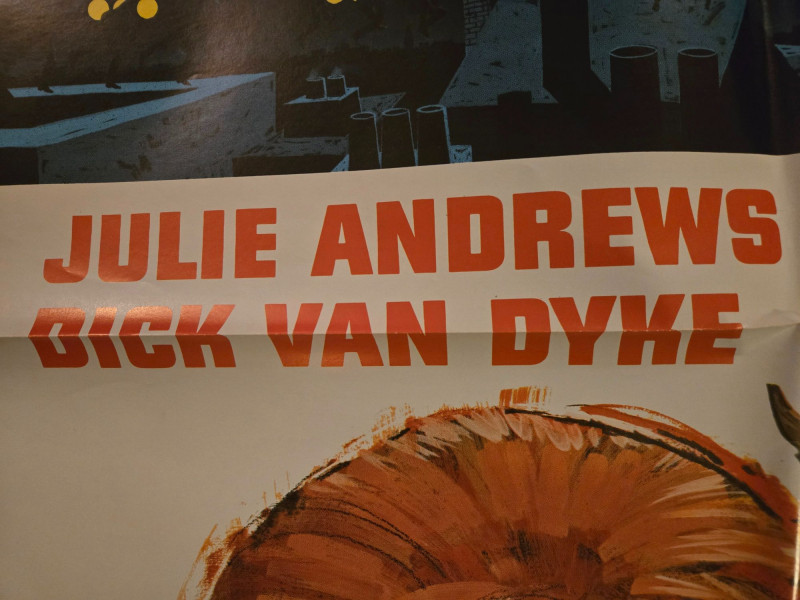 JULIE ANDREWS
DICK VAN DYKE